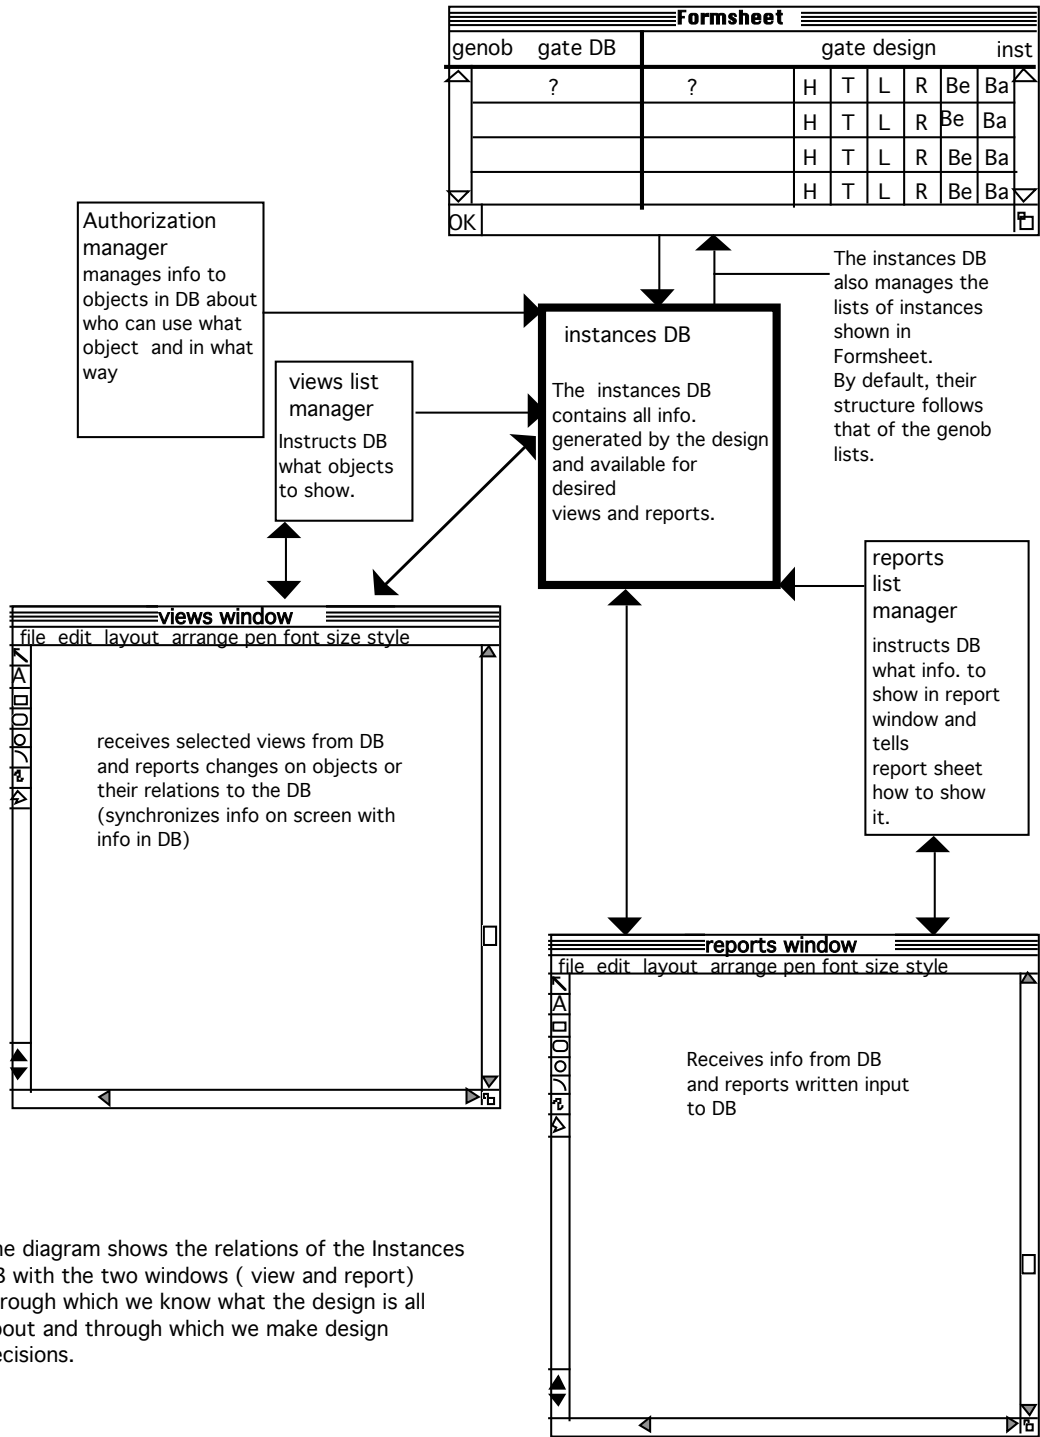 Formsheet
genob gate DB gate design inst
? ? H T L R Be Ba
H T L R Be Ba
H T L R Be Ba
H T L R Be Ba
OK
Authorization
manager
manages info to
objects in DB about
who can use what
object and in what
way
views list
manager
Instructs DB
what objects
to show.
instances DB
The instances DB
contains all info.
generated by the design
and available for
desired
views and reports.
The instances DB
also manages the
lists of instances
shown in
Formsheet.
By default, their
structure follows
that of the genob
lists.
reports
list
manager
instructs DB
what info. to
show in report
window and
tells
report sheet
how to show
it.
views window
file edit layout arrange pen font size style
A
receives selected views from DB
and reports changes on objects or
their relations to the DB
(synchronizes info on screen with
info in DB)
reports window
file edit layout arrange pen font size style
A
Receives info from DB
and reports written input
to DB
he diagram shows the relations of the Instances
B with the two windows ( view and report)
rough which we know what the design is all
bout and through which we make design
ecisions.